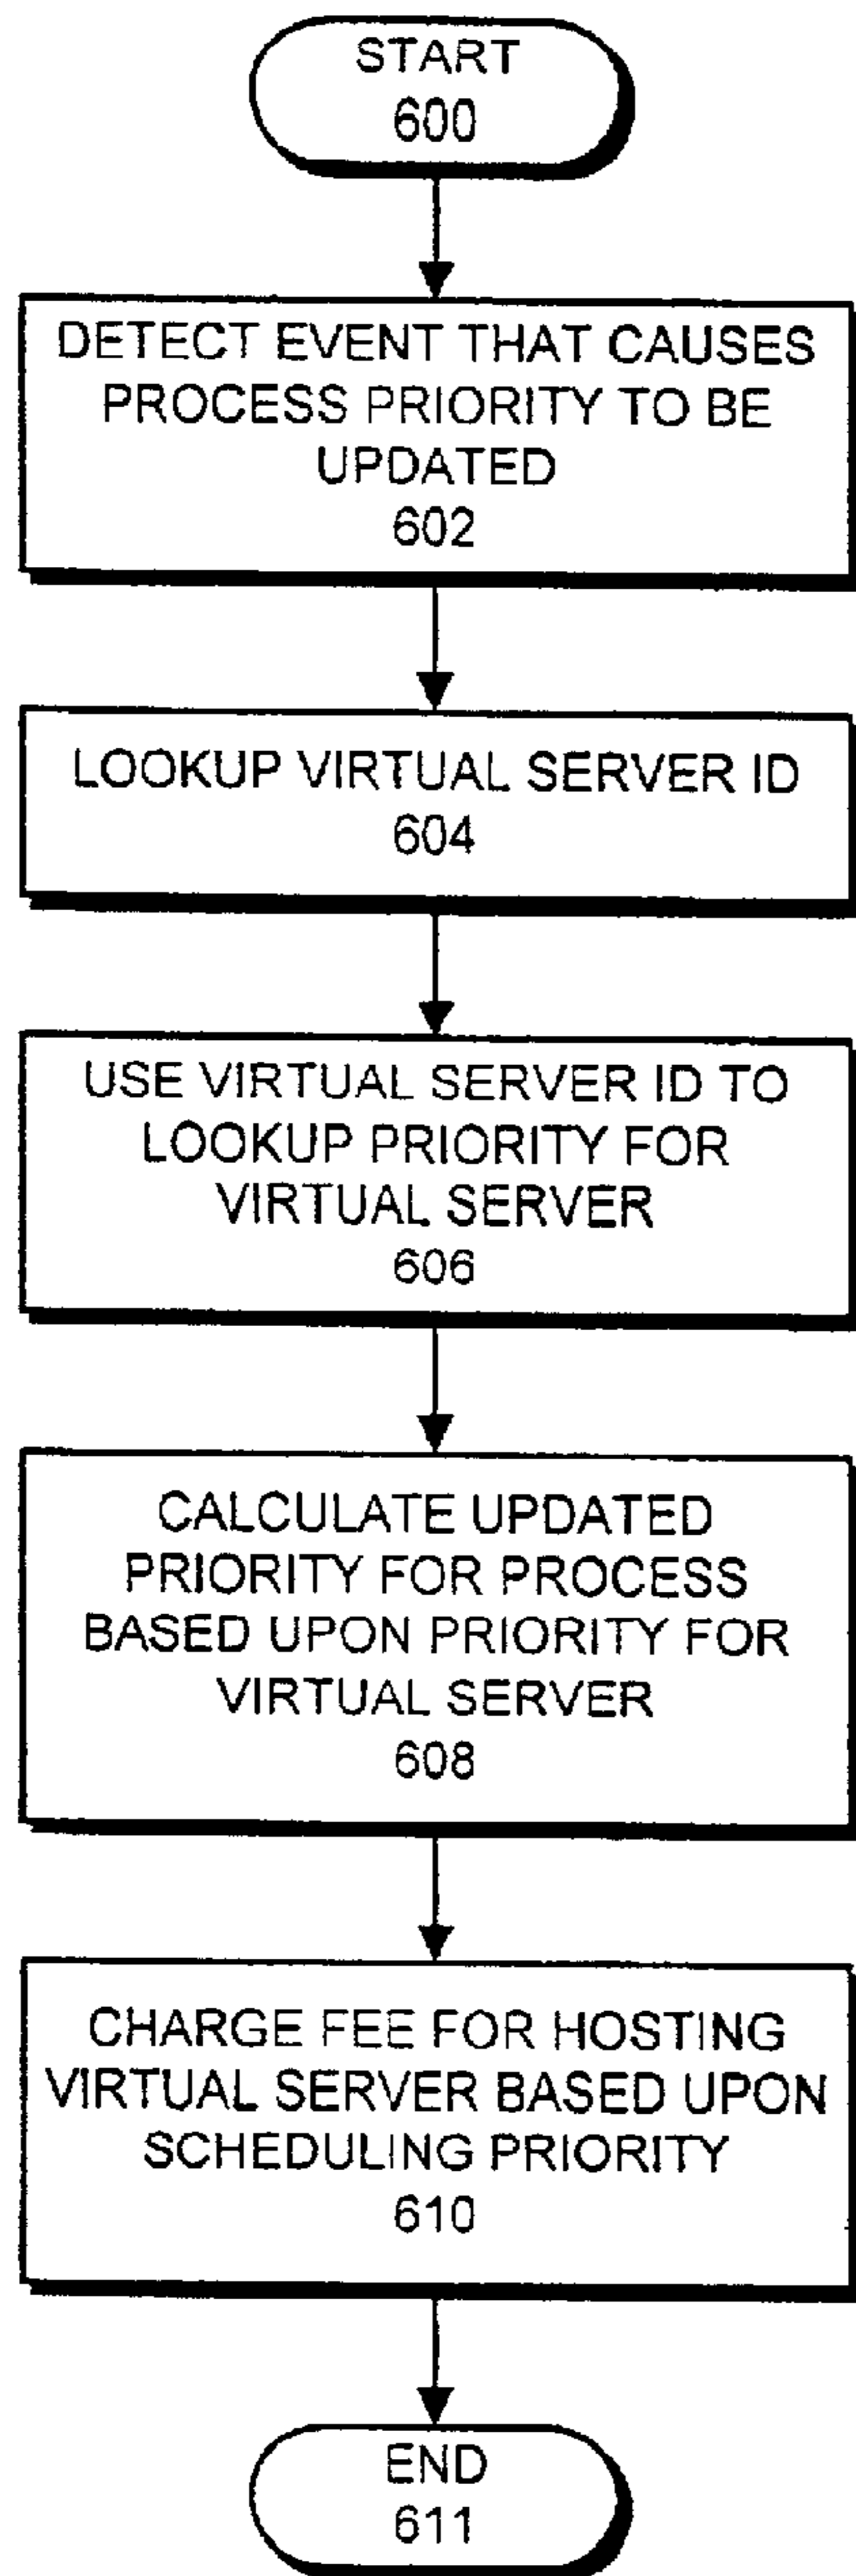 START
600
DETECT EVENT THAT CAUSES
PROCESS PRIORITY TO BE
UPDATED
602
LOOKUP VIRTUAL SERVER ID
604
USE VIRTUAL SERVER ID TO
LOOKUP PRIORITY FOR
VIRTUAL SERVER
606
CALCULATE UPDATED
PRIORITY FOR PROCESS
BASED UPON PRIORITY FOR
VIRTUAL SERVER
608
CHARGE FEE FOR HOSTING
VIRTUAL SERVER BASED UPON
SCHEDULING PRIORITY
610
END
611